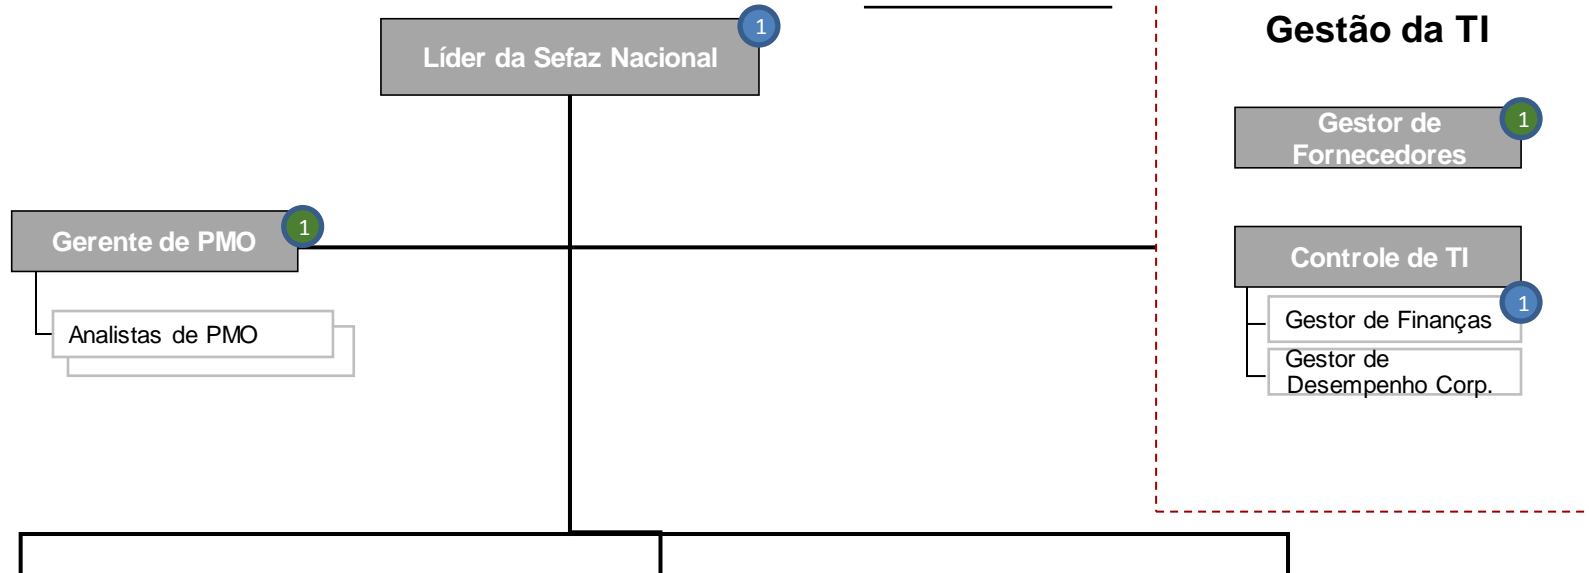 Líder da Sefaz Nacional
1
Gestão da TI
Gestor de
Fornecedores
1
Gerente de PMO
1
Analistas de PMO
Controle de TI
1
Gestor de Finanças
Gestor de
Desempenho Corp.